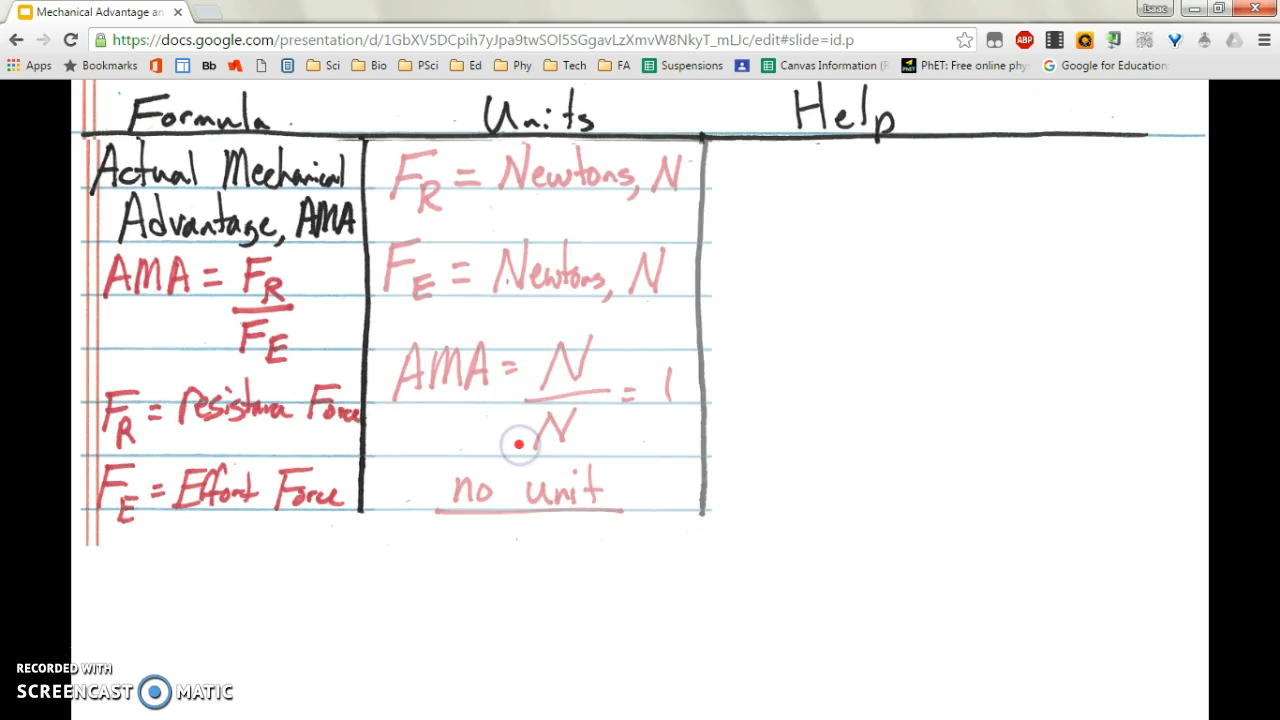 Mechanical Advantage an
Isaac
https://docs.google.com/presentation/d/1GbXV5DCpih7yJpa9twSOl5SGgavLzXmvW8NkyT_mLJc/edit#slide=id.p
ABP
Apps Bookmarks Bb Sci Bio PSci Ed Phy Tech FA Suspensions Canvas Information (F PhET: Free online phys Google for Education
Formula Units Help
Actual Mechanical
Advantage, AMA
AMA = F_R / F_E
F_R = Resistance Force
F_E = Effort Force
F_R = Newtons, N
F_E = Newtons, N
AMA = N / N = 1
no unit
RECORDED WITH
SCREENCAST MATIC